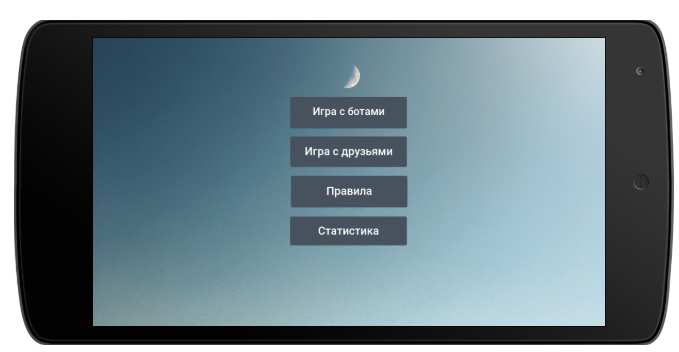 Игра с ботами
Игра с друзьями
Правила
Статистика